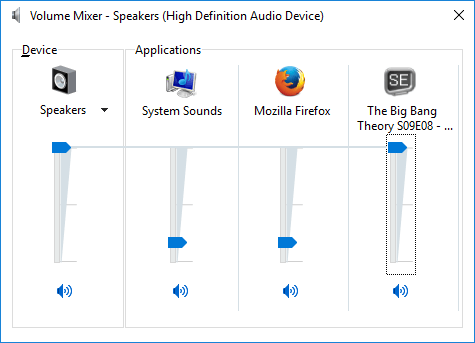 Volume Mixer - Speakers (High Definition Audio Device)
Device
Applications
Speakers
System Sounds
Mozilla Firefox
SE
The Big Bang
Theory S09E08 - ...